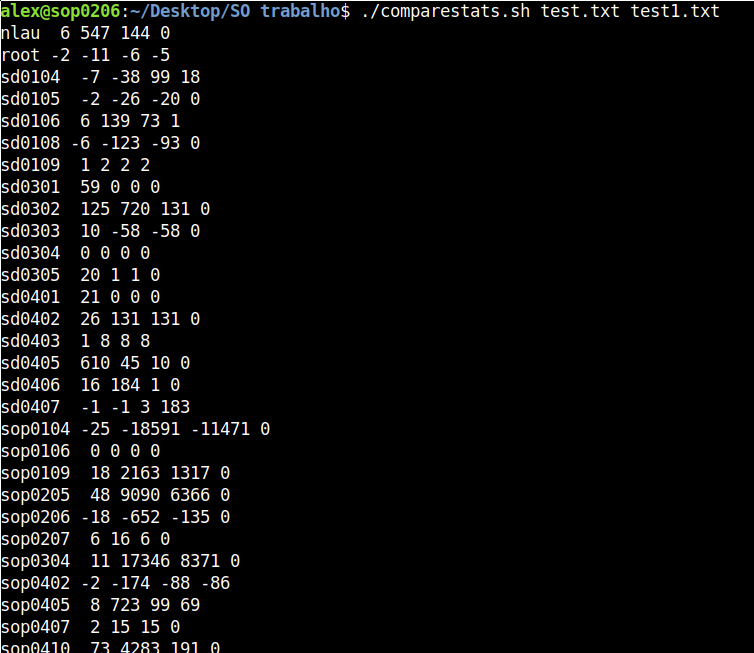 alex@sop0206:~/Desktop/SO trabalho$ ./comparestats.sh test.txt test1.txt
nlau  6 547 144 0
root -2 -11 -6 -5
sd0104  -7 -38 99 18
sd0105  -2 -26 -20 0
sd0106  6 139 73 1
sd0108 -6 -123 -93 0
sd0109  1 2 2 2
sd0301  59 0 0 0
sd0302  125 720 131 0
sd0303  10 -58 -58 0
sd0304  0 0 0 0
sd0305  20 1 1 0
sd0401  21 0 0 0
sd0402  26 131 131 0
sd0403  1 8 8 8
sd0405  610 45 10 0
sd0406  16 184 1 0
sd0407  -1 -1 3 183
sop0104 -25 -18591 -11471 0
sop0106  0 0 0 0
sop0109  18 2163 1317 0
sop0205  48 9090 6366 0
sop0206 -18 -652 -135 0
sop0207  6 16 6 0
sop0304  11 17346 8371 0
sop0402 -2 -174 -88 -86
sop0405  8 723 99 69
sop0407  2 15 15 0
sop0410  73 4283 191 0